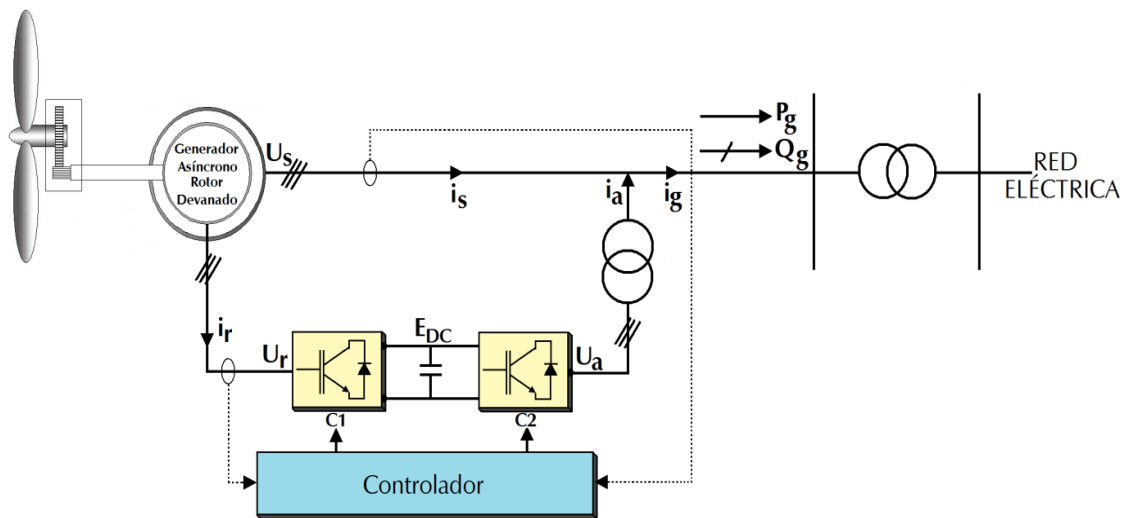 Generador
Asíncrono
Rotor
Devanado
Us
is
ia
ig
Pg
Qg
RED
ELÉCTRICA
ir
Ur
EDC
Ua
C1
C2
Controlador